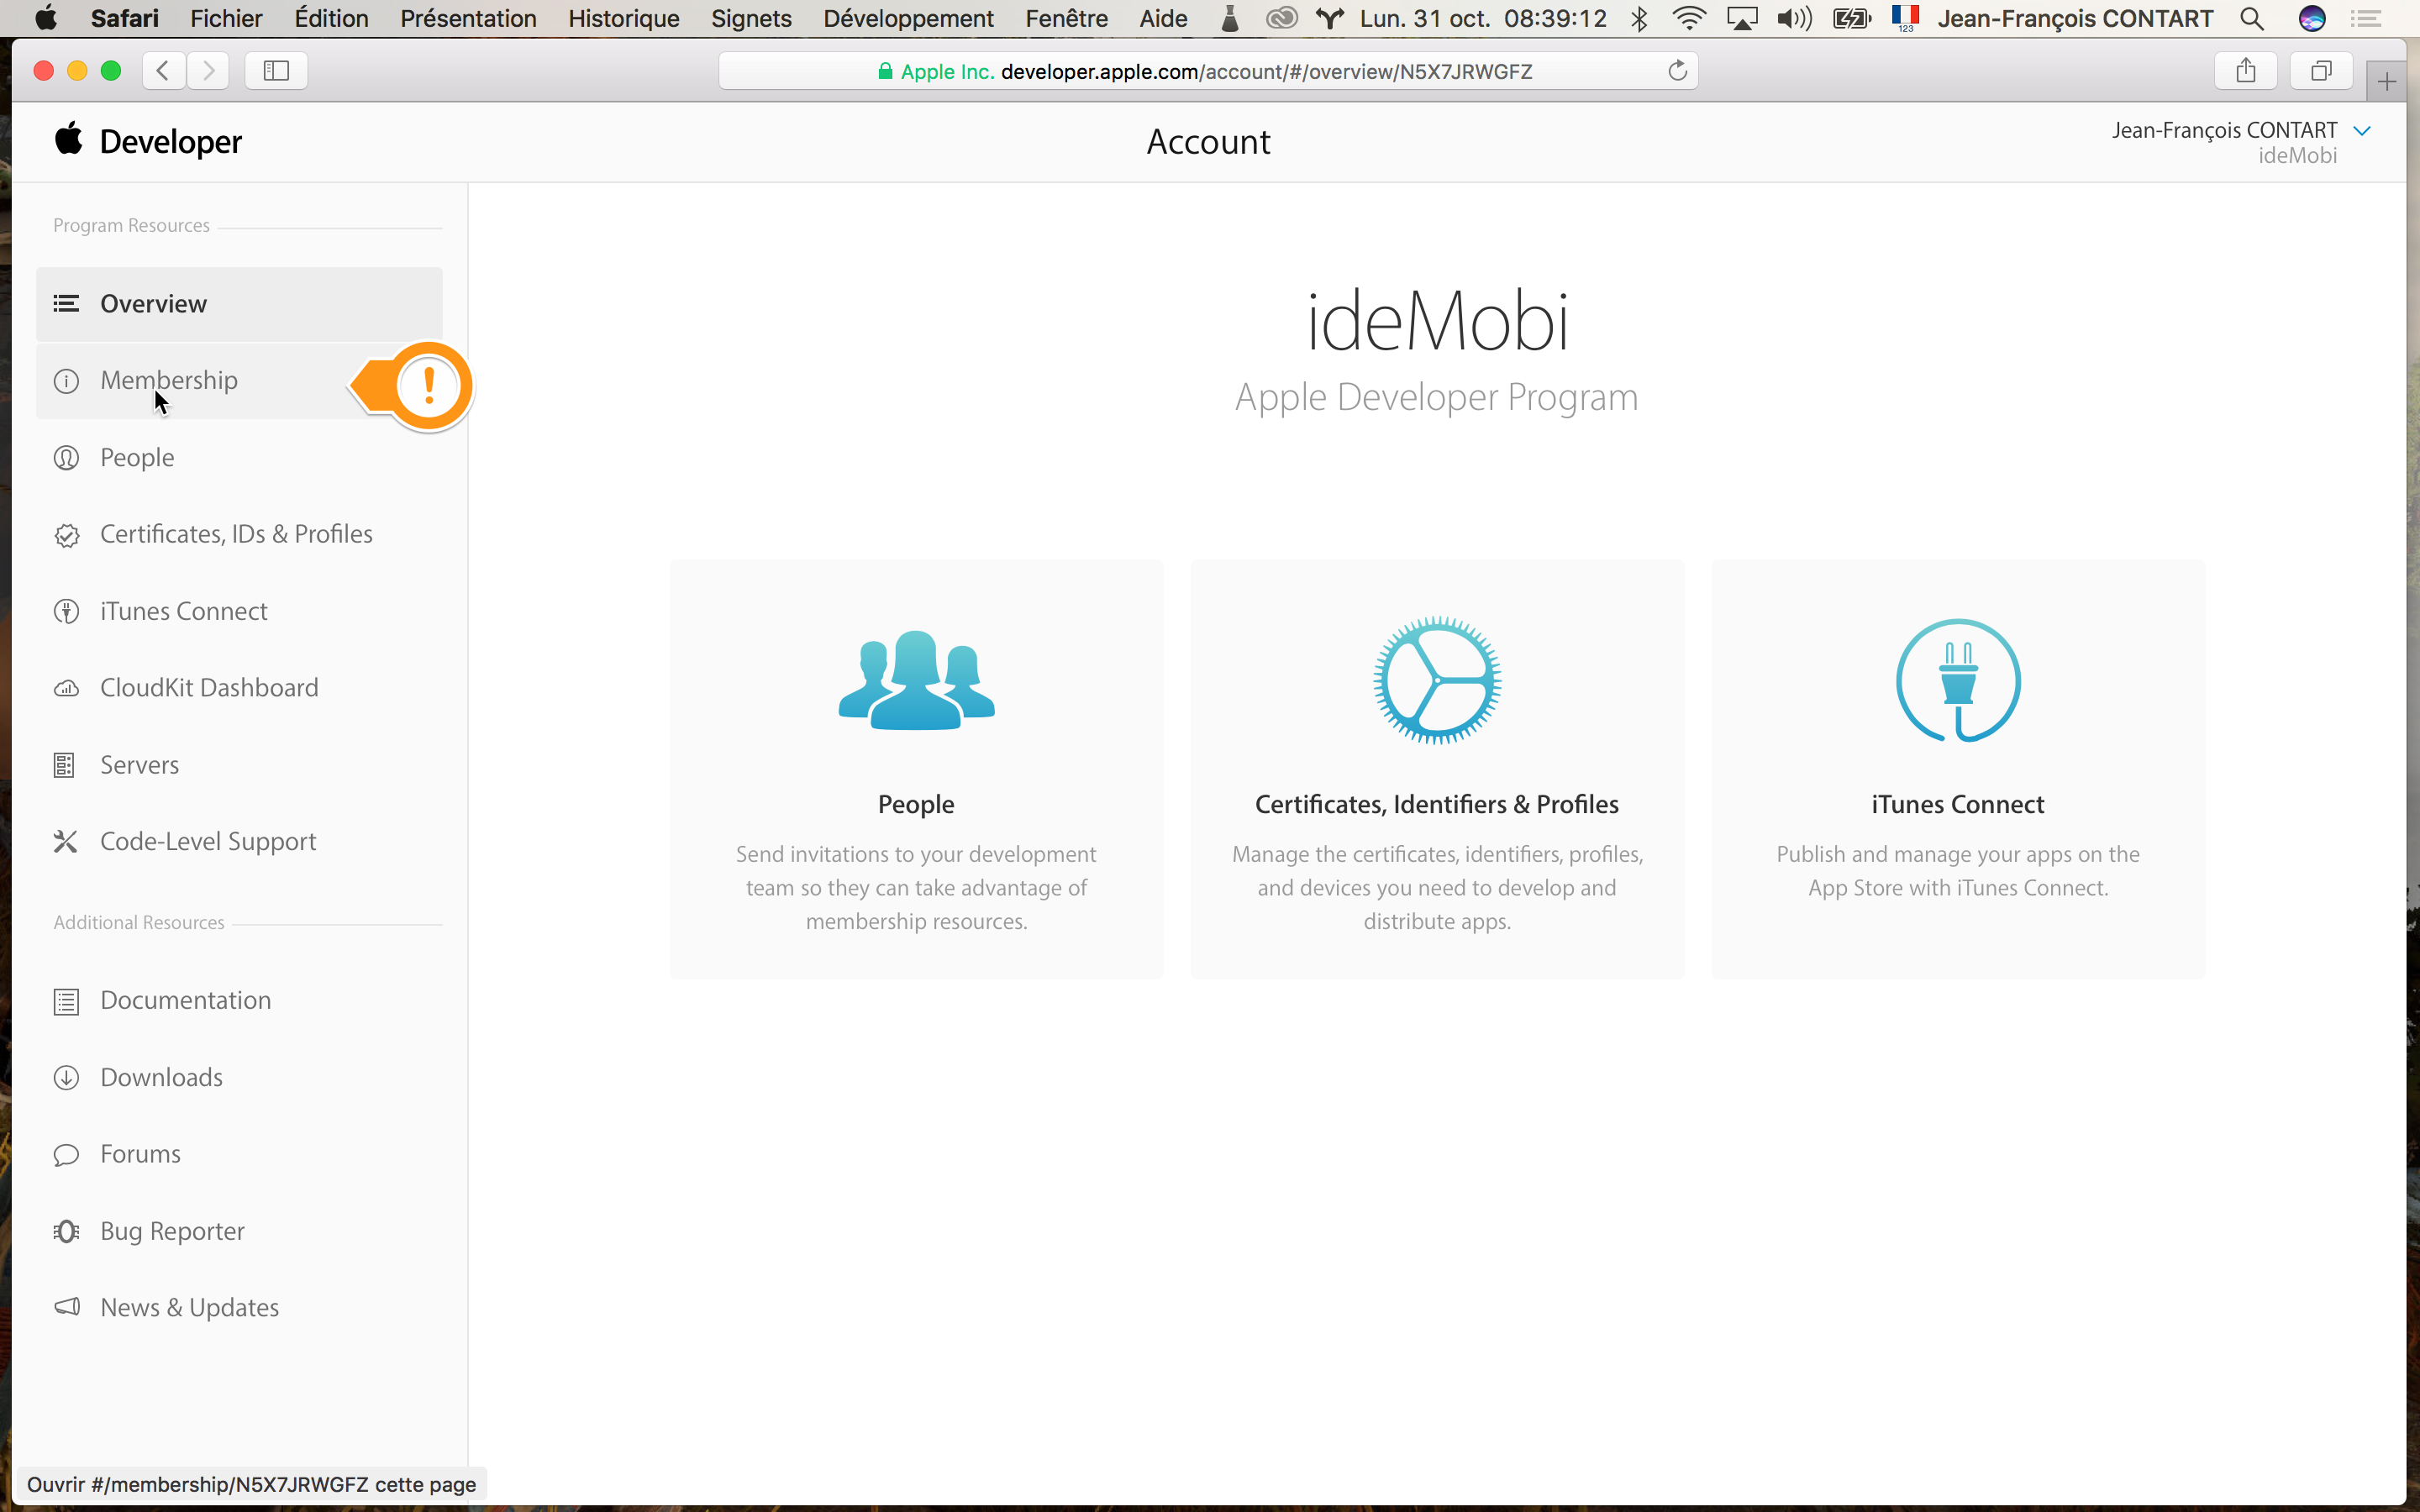 Safari Fichier Édition Présentation Historique Signets Développement Fenêtre Aide Lun. 31 oct. 08:39:12 123 Jean-François CONTART
Apple Inc. developer.apple.com/account/#/overview/N5X7JRWGFZ
Developer
Account
Jean-François CONTART
ideMobi
Program Resources
Overview
Membership
!
People
Certificates, IDs & Profiles
iTunes Connect
CloudKit Dashboard
Servers
Code-Level Support
Additional Resources
Documentation
Downloads
Forums
Bug Reporter
News & Updates
ideMobi
Apple Developer Program
People
Send invitations to your development
team so they can take advantage of
membership resources.
Certificates, Identifiers & Profiles
Manage the certificates, identifiers, profiles,
and devices you need to develop and
distribute apps.
iTunes Connect
Publish and manage your apps on the
App Store with iTunes Connect.
Ouvrir #/membership/N5X7JRWGFZ cette page